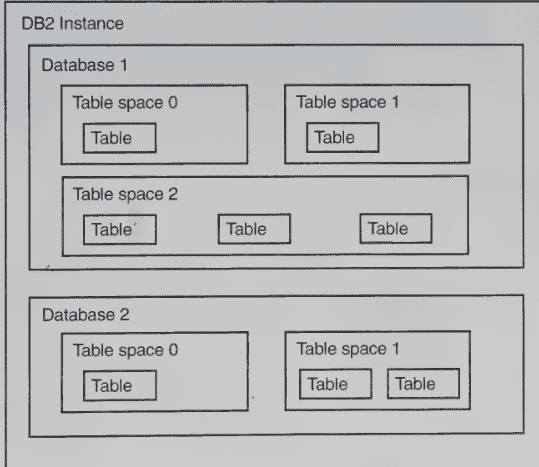 DB2 Instance
Database 1
Table space 0
Table
Table space 1
Table
Table space 2
Table
Table
Table
Database 2
Table space 0
Table
Table space 1
Table
Table